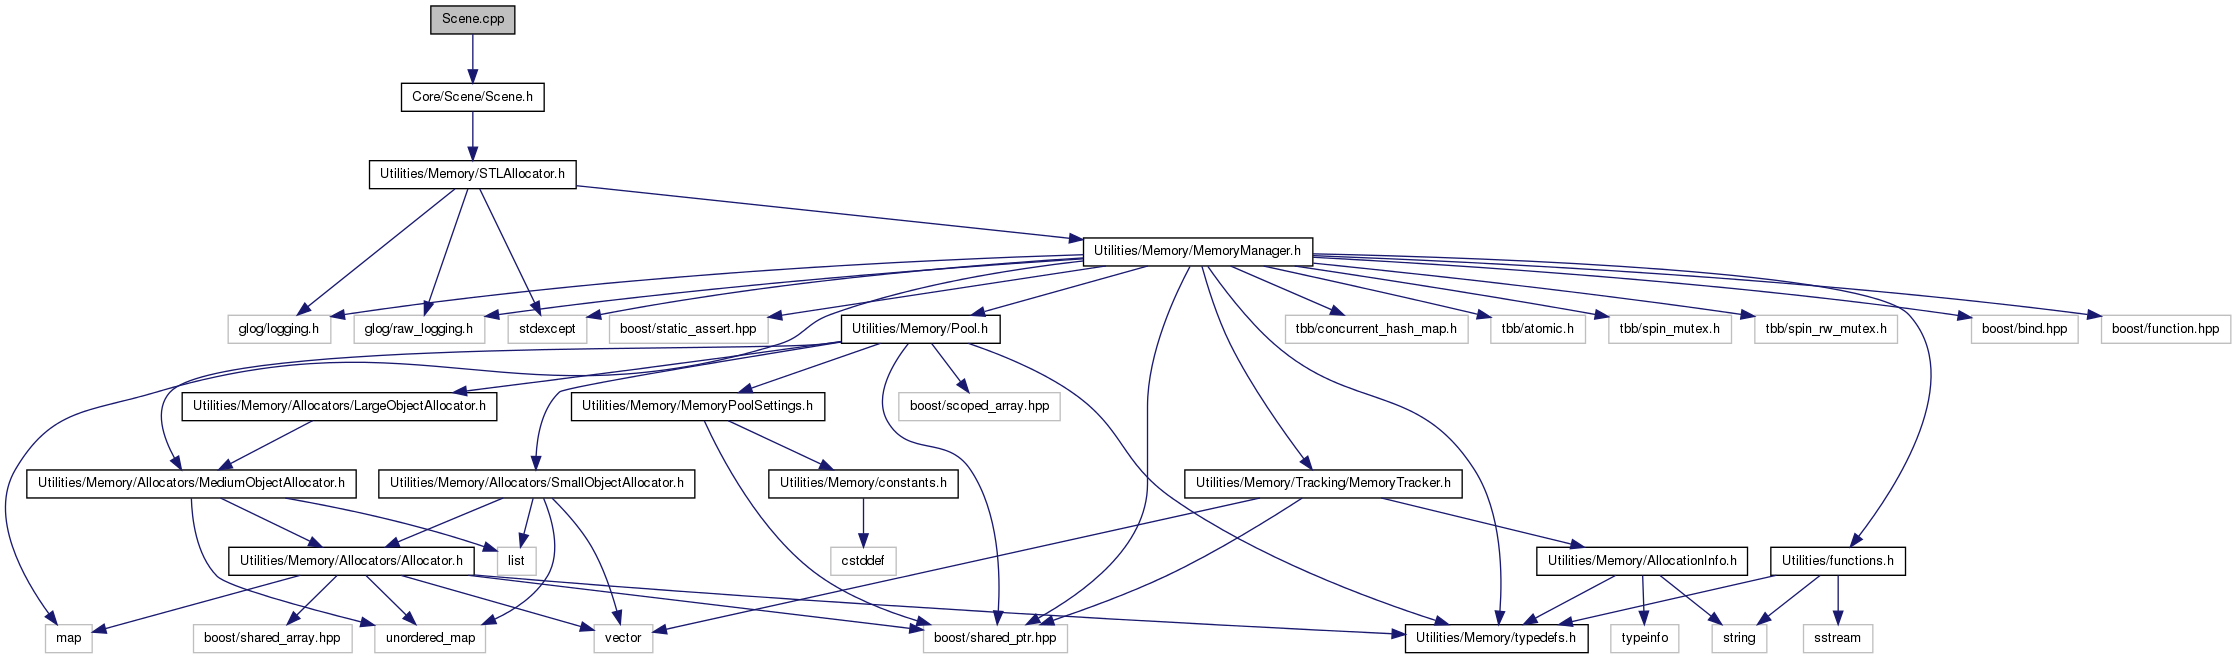 Scene.cpp
Core/Scene/Scene.h
Utilities/Memory/STLAllocator.h
Utilities/Memory/MemoryManager.h
glog/logging.h
glog/raw_logging.h
stdexcept
boost/static_assert.hpp
Utilities/Memory/Pool.h
tbb/concurrent_hash_map.h
tbb/atomic.h
tbb/spin_mutex.h
tbb/spin_rw_mutex.h
boost/bind.hpp
boost/function.hpp
Utilities/Memory/Allocators/LargeObjectAllocator.h
Utilities/Memory/MemoryPoolSettings.h
boost/scoped_array.hpp
Utilities/Memory/Allocators/MediumObjectAllocator.h
Utilities/Memory/Allocators/SmallObjectAllocator.h
Utilities/Memory/constants.h
Utilities/Memory/Tracking/MemoryTracker.h
Utilities/Memory/Allocators/Allocator.h
list
cstddef
Utilities/Memory/AllocationInfo.h
Utilities/functions.h
map
boost/shared_array.hpp
unordered_map
vector
boost/shared_ptr.hpp
Utilities/Memory/typedefs.h
typeinfo
string
sstream